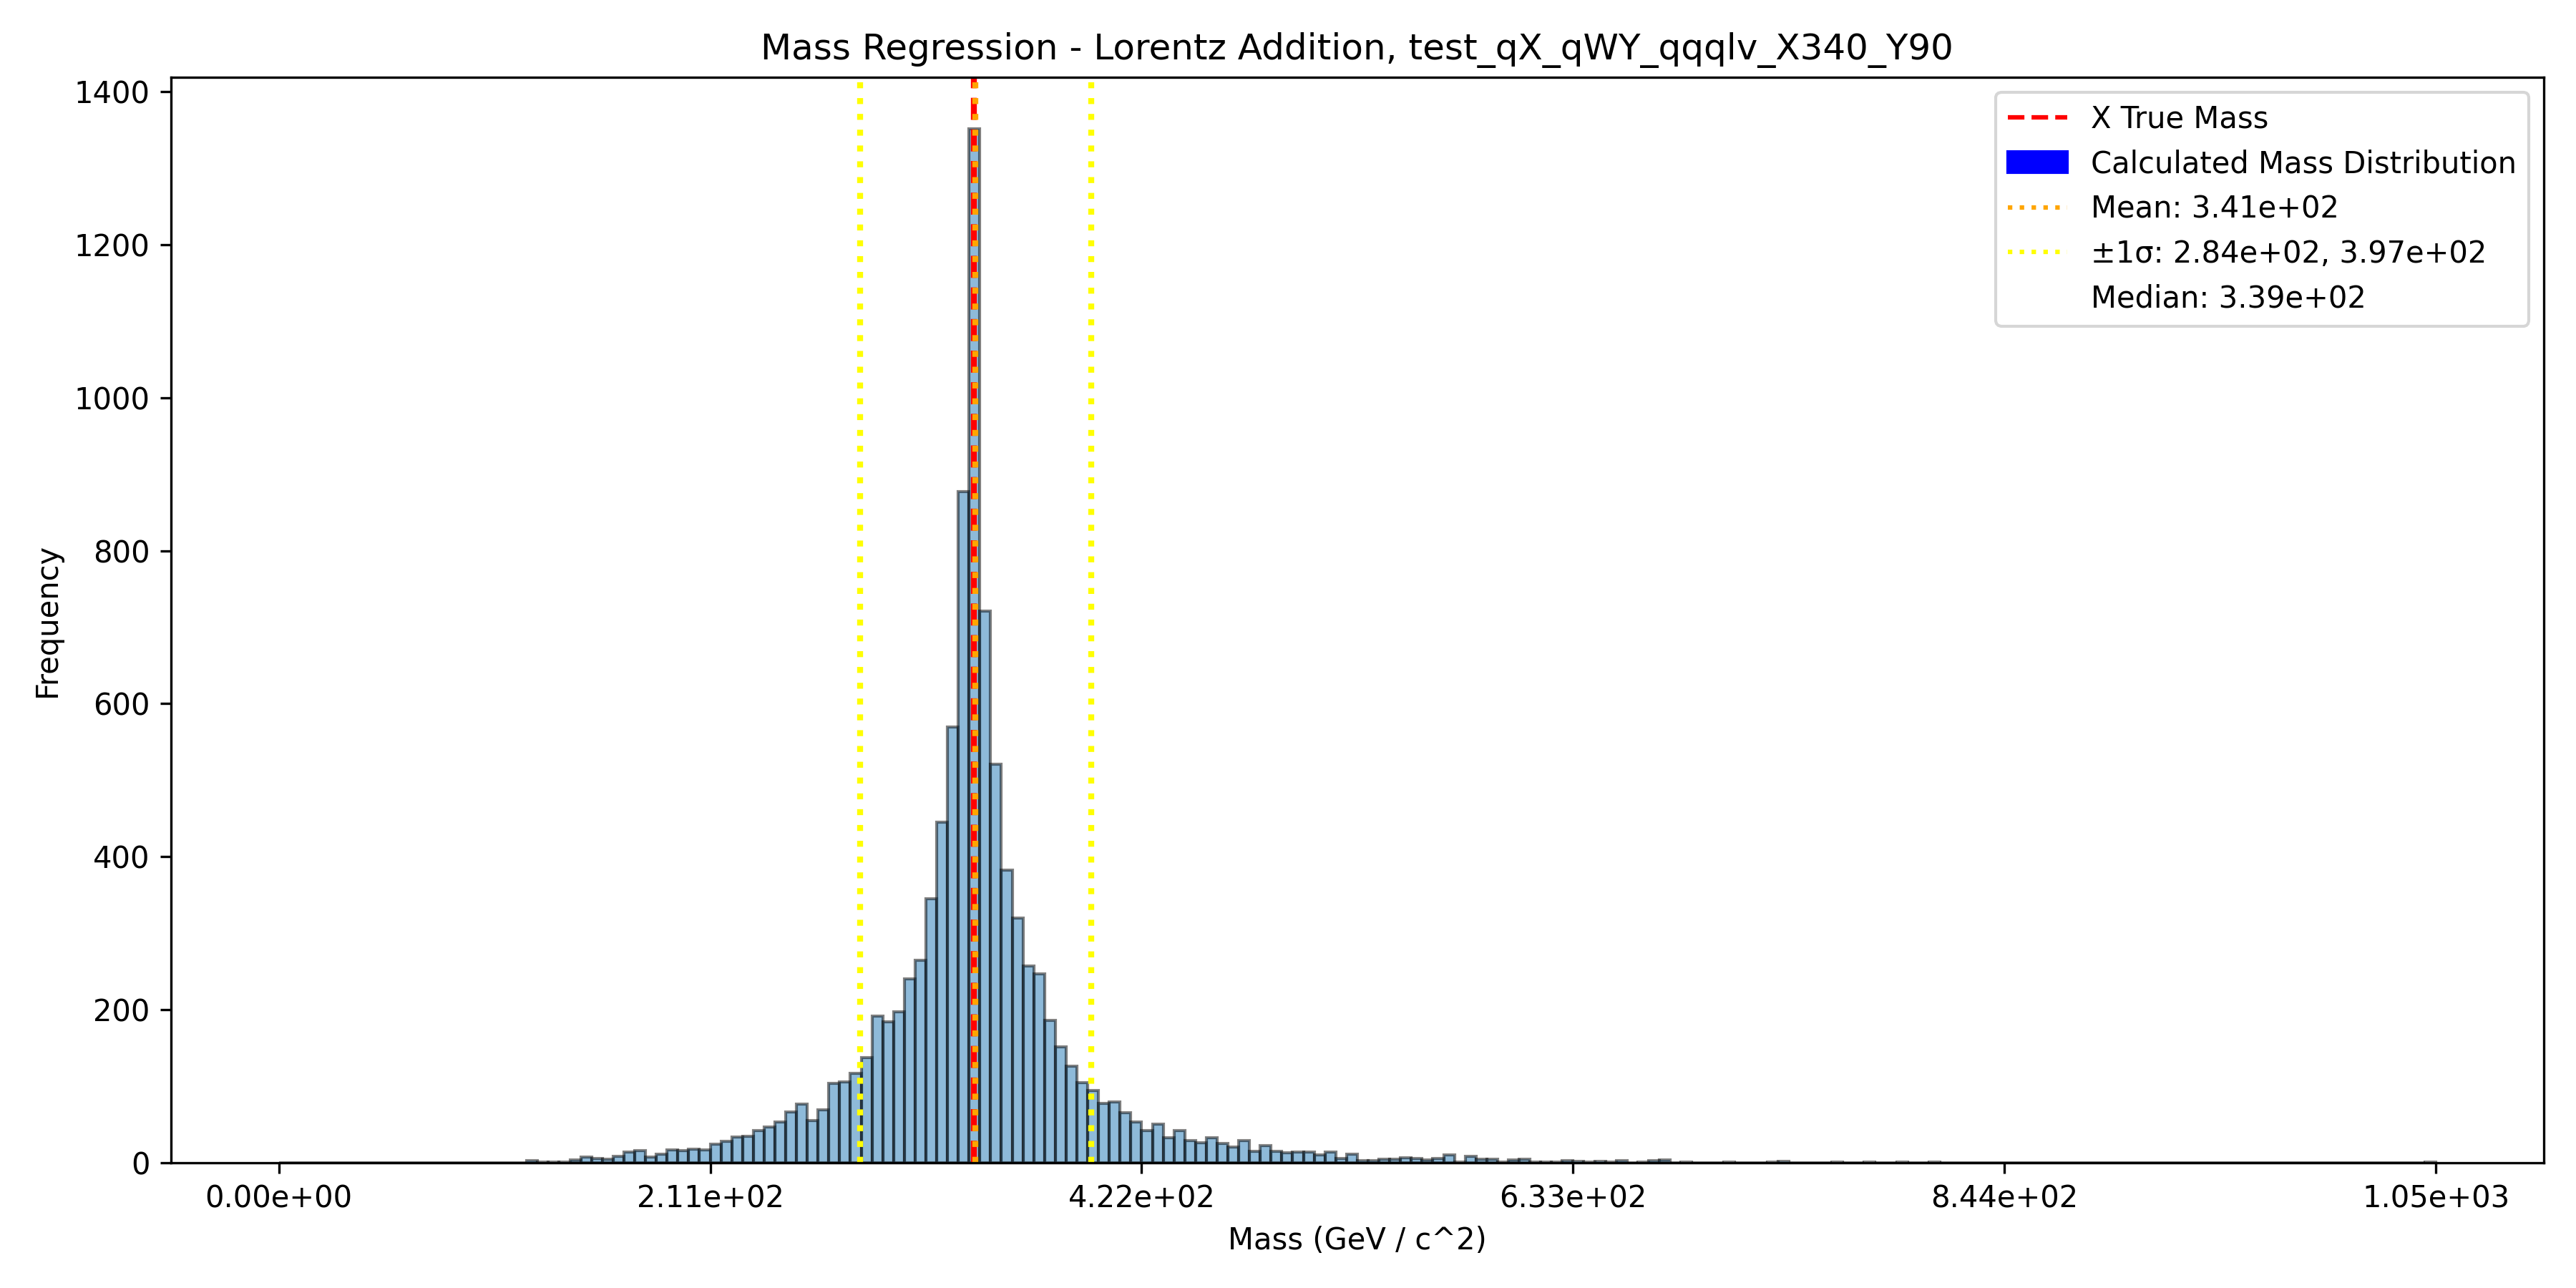 Mass Regression - Lorentz Addition, test_qX_qWY_qqqlv_X340_Y90
1400
1200
1000
800
600
400
200
0
Frequency
X True Mass
Calculated Mass Distribution
Mean: 3.41e+02
±1σ: 2.84e+02, 3.97e+02
Median: 3.39e+02
0.00e+00 2.11e+02 4.22e+02 6.33e+02 8.44e+02 1.05e+03
Mass (GeV / c^2)